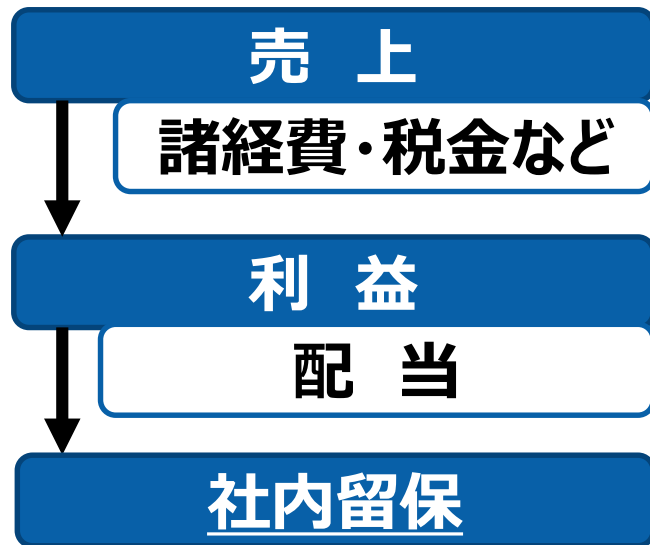 売　上
諸経費・税金など
利　益
配　当
社内留保